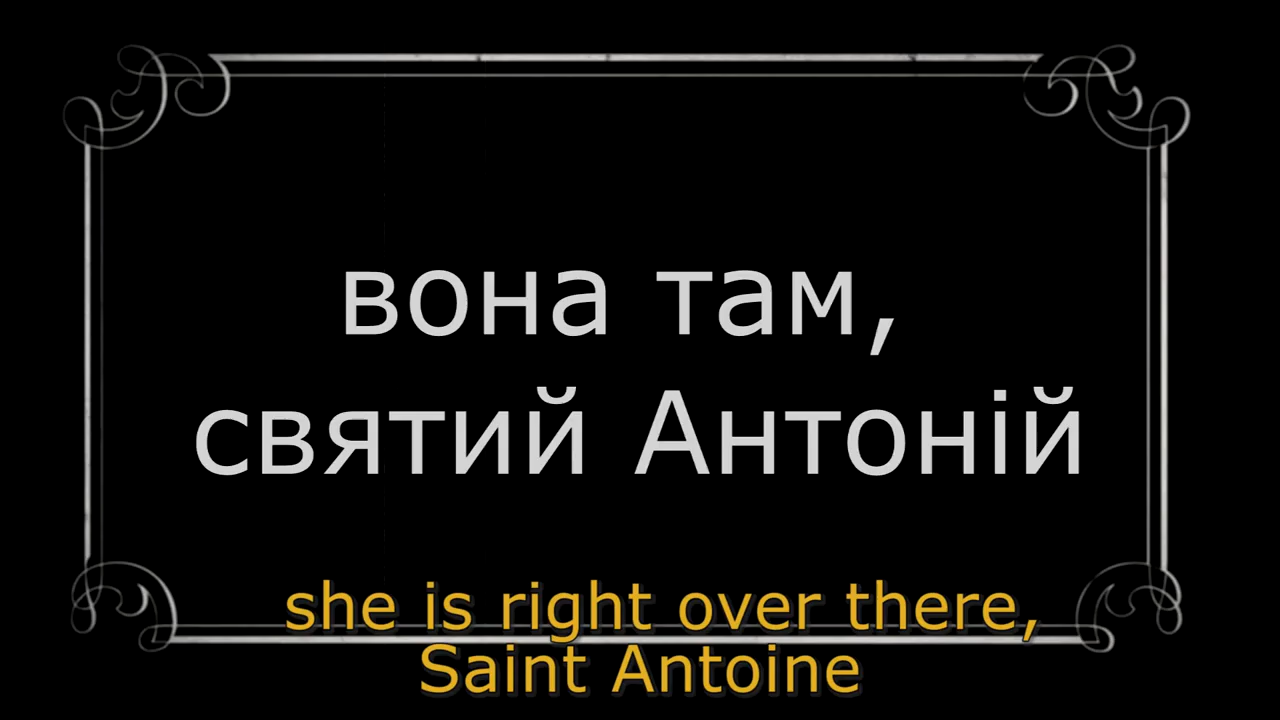 вона там,
святий Антоній
she is right over there,
Saint Antoine